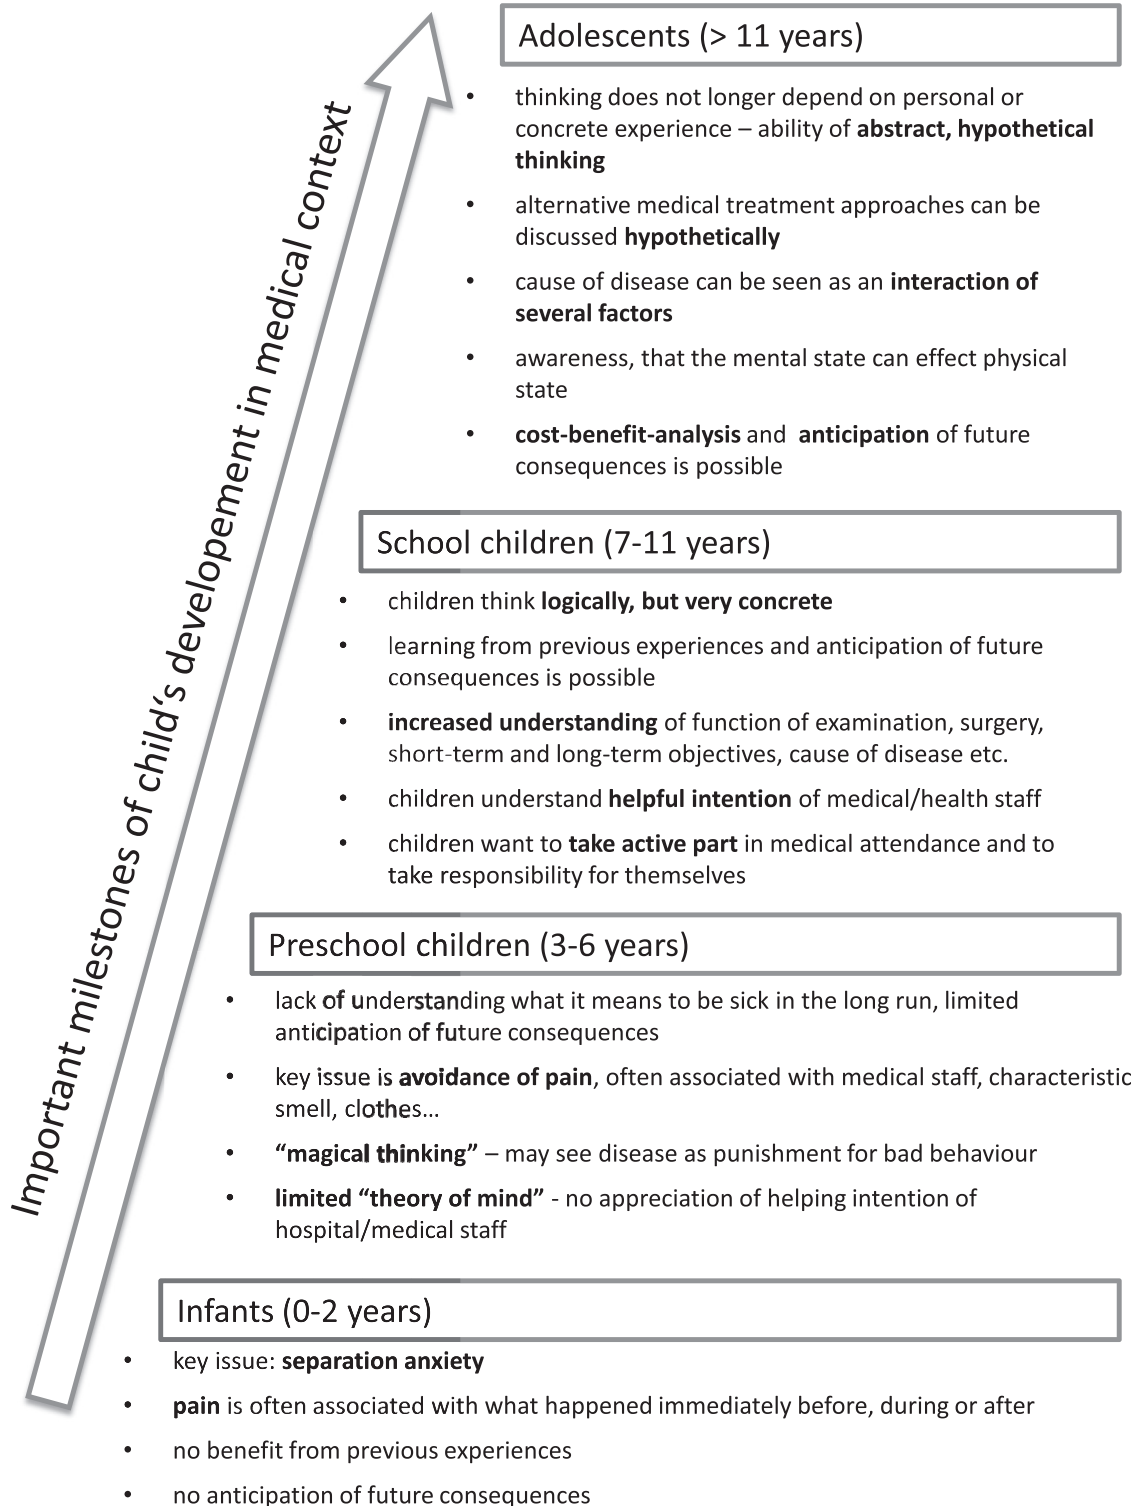 Important milestones of child‘s developement in medical context
Adolescents (> 11 years)
• thinking does not longer depend on personal or
concrete experience – ability of abstract, hypothetical
thinking
• alternative medical treatment approaches can be
discussed hypothetically
• cause of disease can be seen as an interaction of
several factors
• awareness, that the mental state can effect physical
state
• cost-benefit-analysis and anticipation of future
consequences is possible
School children (7-11 years)
• children think logically, but very concrete
• learning from previous experiences and anticipation of future
consequences is possible
• increased understanding of function of examination, surgery,
short-term and long-term objectives, cause of disease etc.
• children understand helpful intention of medical/health staff
• children want to take active part in medical attendance and to
take responsibility for themselves
Preschool children (3-6 years)
• lack of understanding what it means to be sick in the long run, limited
anticipation of future consequences
• key issue is avoidance of pain, often associated with medical staff, characteristic
smell, clothes...
• “magical thinking” – may see disease as punishment for bad behaviour
• limited “theory of mind” - no appreciation of helping intention of
hospital/medical staff
Infants (0-2 years)
• key issue: separation anxiety
• pain is often associated with what happened immediately before, during or after
• no benefit from previous experiences
• no anticipation of future consequences